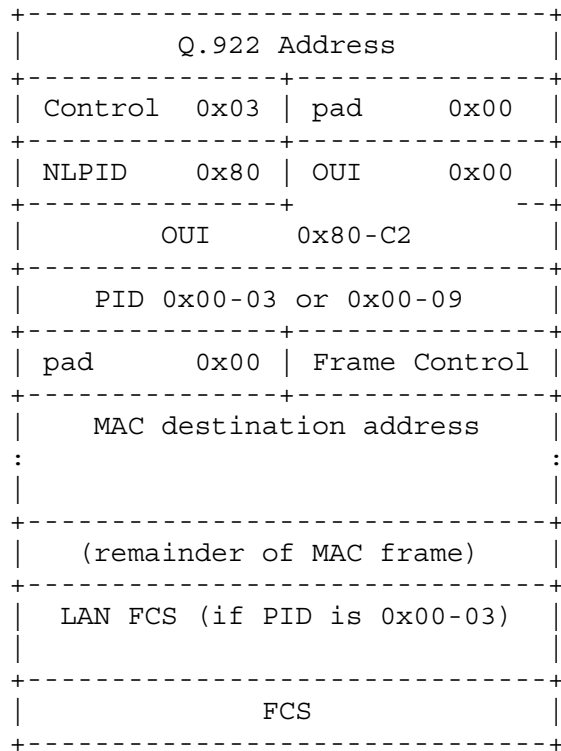 Q.922 Address
Control 0x03 | pad 0x00
NLPID 0x80 | OUI 0x00
OUI 0x80-C2
PID 0x00-03 or 0x00-09
pad 0x00 | Frame Control
MAC destination address
(remainder of MAC frame)
LAN FCS (if PID is 0x00-03)
FCS